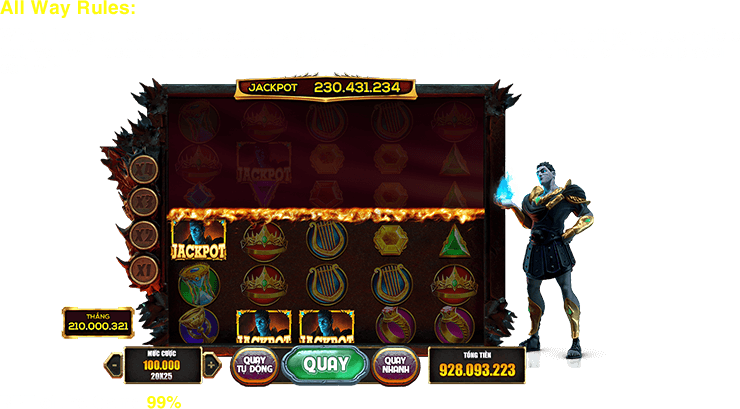 All Way Rules:
JACKPOT 230.431.234
JACKPOT
X4
X3
X2
X1
JACKPOT
THẮNG
210.000.321
JACKPOT JACKPOT
MỨC CƯỢC
100.000
20X25
QUAY
TỰ ĐỘNG
QUAY
QUAY
NHANH
TỔNG TIỀN
928.093.223
99%